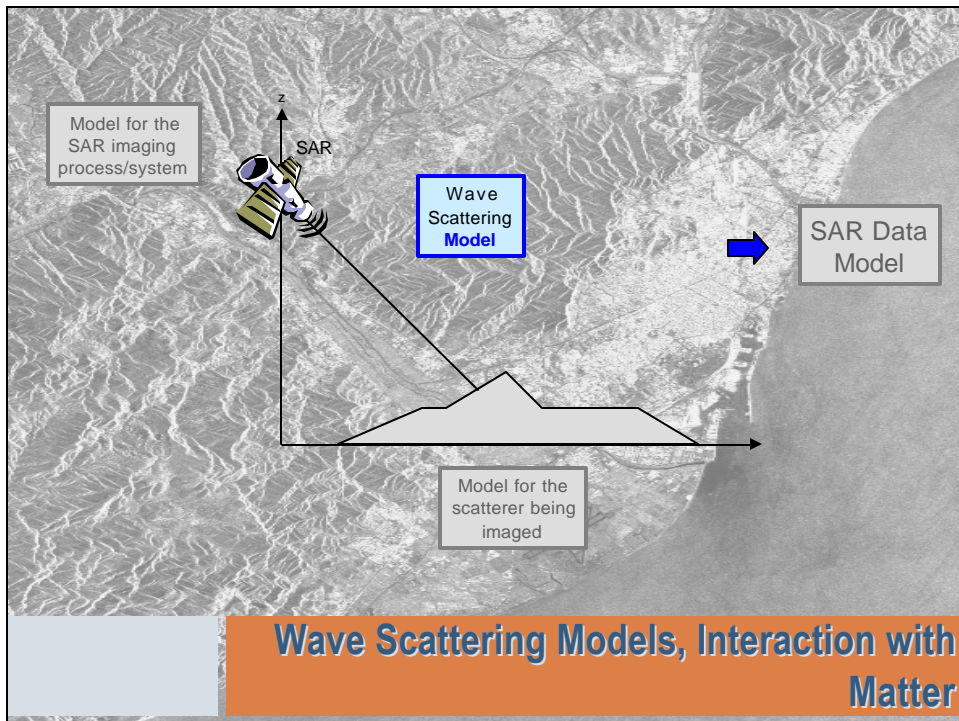 z
SAR
Model for the
SAR imaging
process/system
Wave
Scattering
Model
SAR Data
Model
Model for the
scatterer being
imaged
Wave Scattering Models, Interaction with
Matter